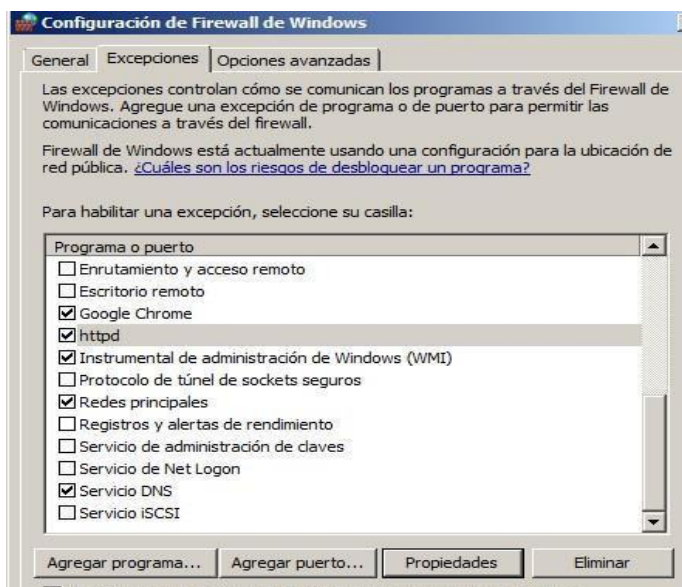 Configuración de Firewall de Windows
General Excepciones Opciones avanzadas
Las excepciones controlan cómo se comunican los programas a través del Firewall de
Windows. Agregue una excepción de programa o de puerto para permitir las
comunicaciones a través del firewall.
Firewall de Windows está actualmente usando una configuración para la ubicación de
red pública. ¿Cuáles son los riesgos de desbloquear un programa?
Para habilitar una excepción, seleccione su casilla:
Programa o puerto
Enrutamiento y acceso remoto
Escritorio remoto
Google Chrome
httpd
Instrumental de administración de Windows (WMI)
Protocolo de túnel de sockets seguros
Redes principales
Registros y alertas de rendimiento
Servicio de administración de claves
Servicio de Net Logon
Servicio DNS
Servicio iSCSI
Agregar programa... Agregar puerto... Propiedades Eliminar